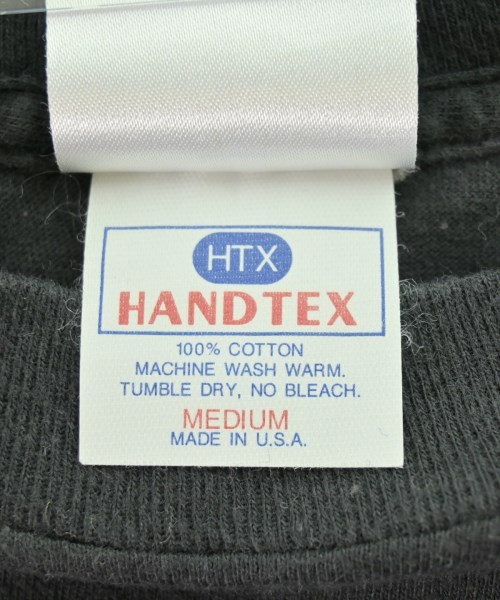 HTX
HANDTEX
100% COTTON
MACHINE WASH WARM.
TUMBLE DRY, NO BLEACH.
MEDIUM
MADE IN U.S.A.